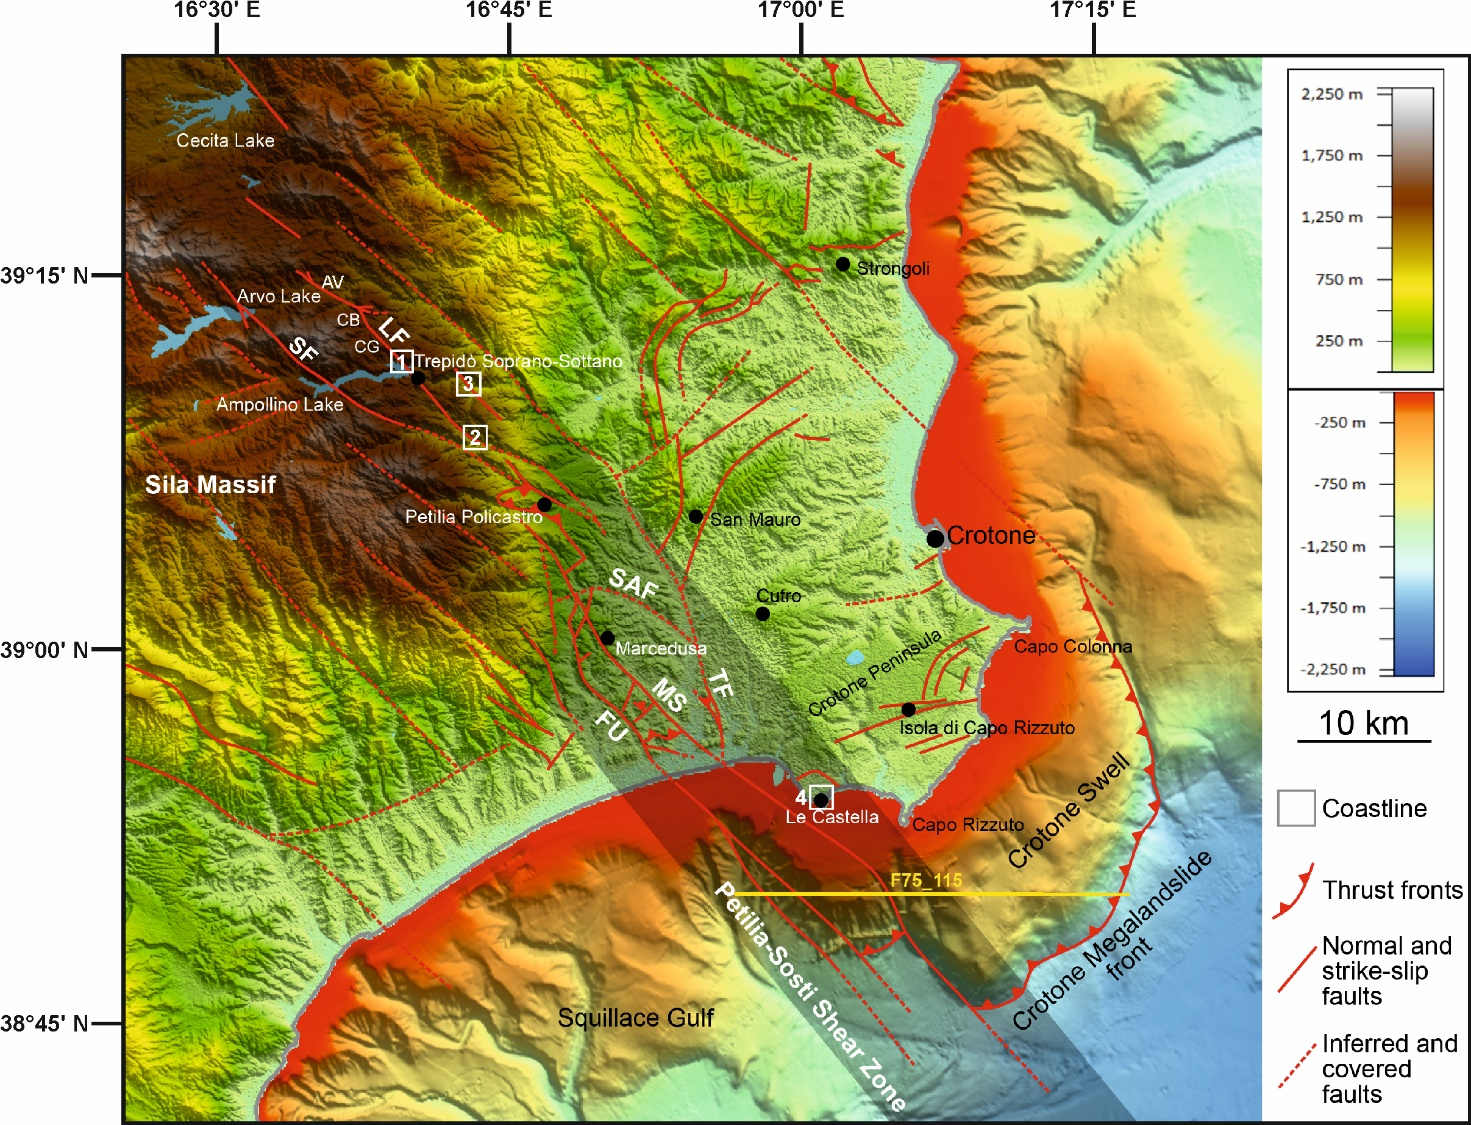 16°30' E
16°45' E
17°00' E
17°15' E
39°15' N
39°00' N
38°45' N
Cecita Lake
Strongoli
AV
Arvo Lake
CB
LF
CG
SF
1
Trepidò Soprano-Sottano
3
Ampollino Lake
2
Sila Massif
Petilia Policastro
San Mauro
Crotone
SAF
Cutro
Marcedusa
Capo Colonna
Crotone Peninsula
TF
MS
FU
Isola di Capo Rizzuto
4
Le Castella
Capo Rizzuto
Crotone Swell
F75_115
Petilia-Sosti Shear Zone
Crotone Megalandslide
front
Squillace Gulf
2,250 m
1,750 m
1,250 m
750 m
250 m
-250 m
-750 m
-1,250 m
-1,750 m
-2,250 m
10 km
Coastline
Thrust fronts
Normal and
strike-slip
faults
Inferred and
covered
faults